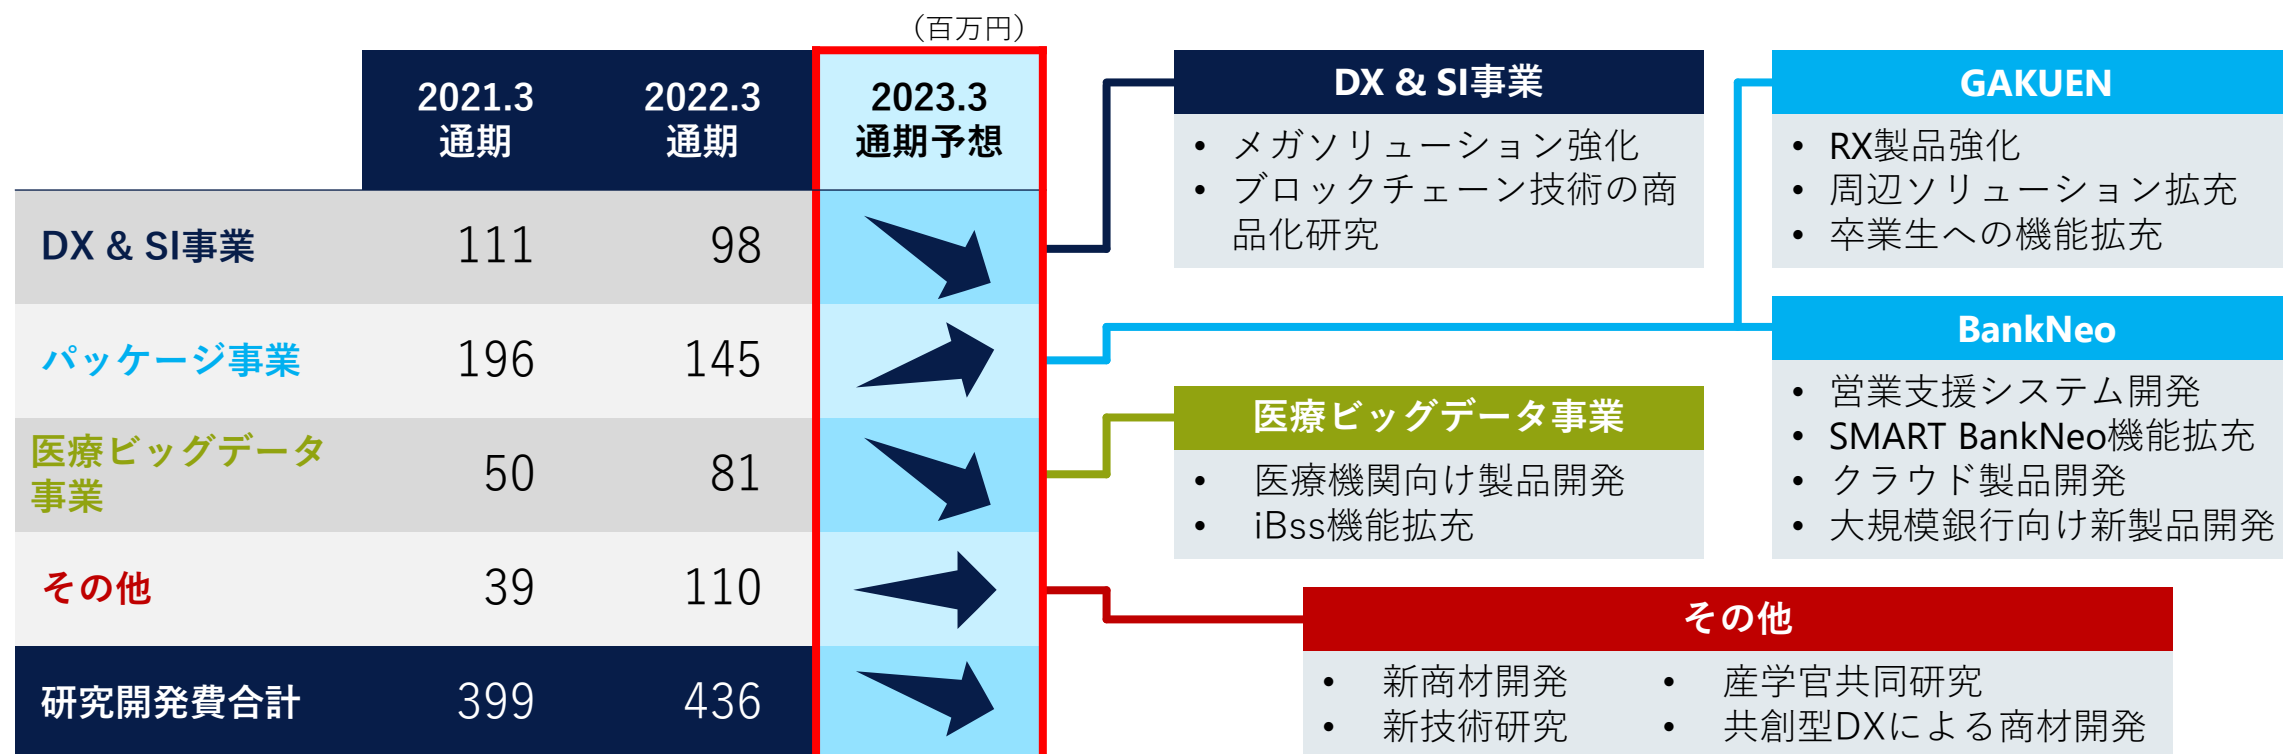 （百万円）
2021.3
通期
2022.3
通期
2023.3
通期予想
DX & SI事業 111 98
パッケージ事業 196 145
医療ビッグデータ
事業
50 81
その他 39 110
研究開発費合計 399 436
DX & SI事業
• メガソリューション強化
• ブロックチェーン技術の商
品化研究
GAKUEN
• RX製品強化
• 周辺ソリューション拡充
• 卒業生への機能拡充
BankNeo
• 営業支援システム開発
• SMART BankNeo機能拡充
• クラウド製品開発
• 大規模銀行向け新製品開発
医療ビッグデータ事業
• 医療機関向け製品開発
• iBss機能拡充
その他
• 新商材開発
• 新技術研究
• 産学官共同研究
• 共創型DXによる商材開発